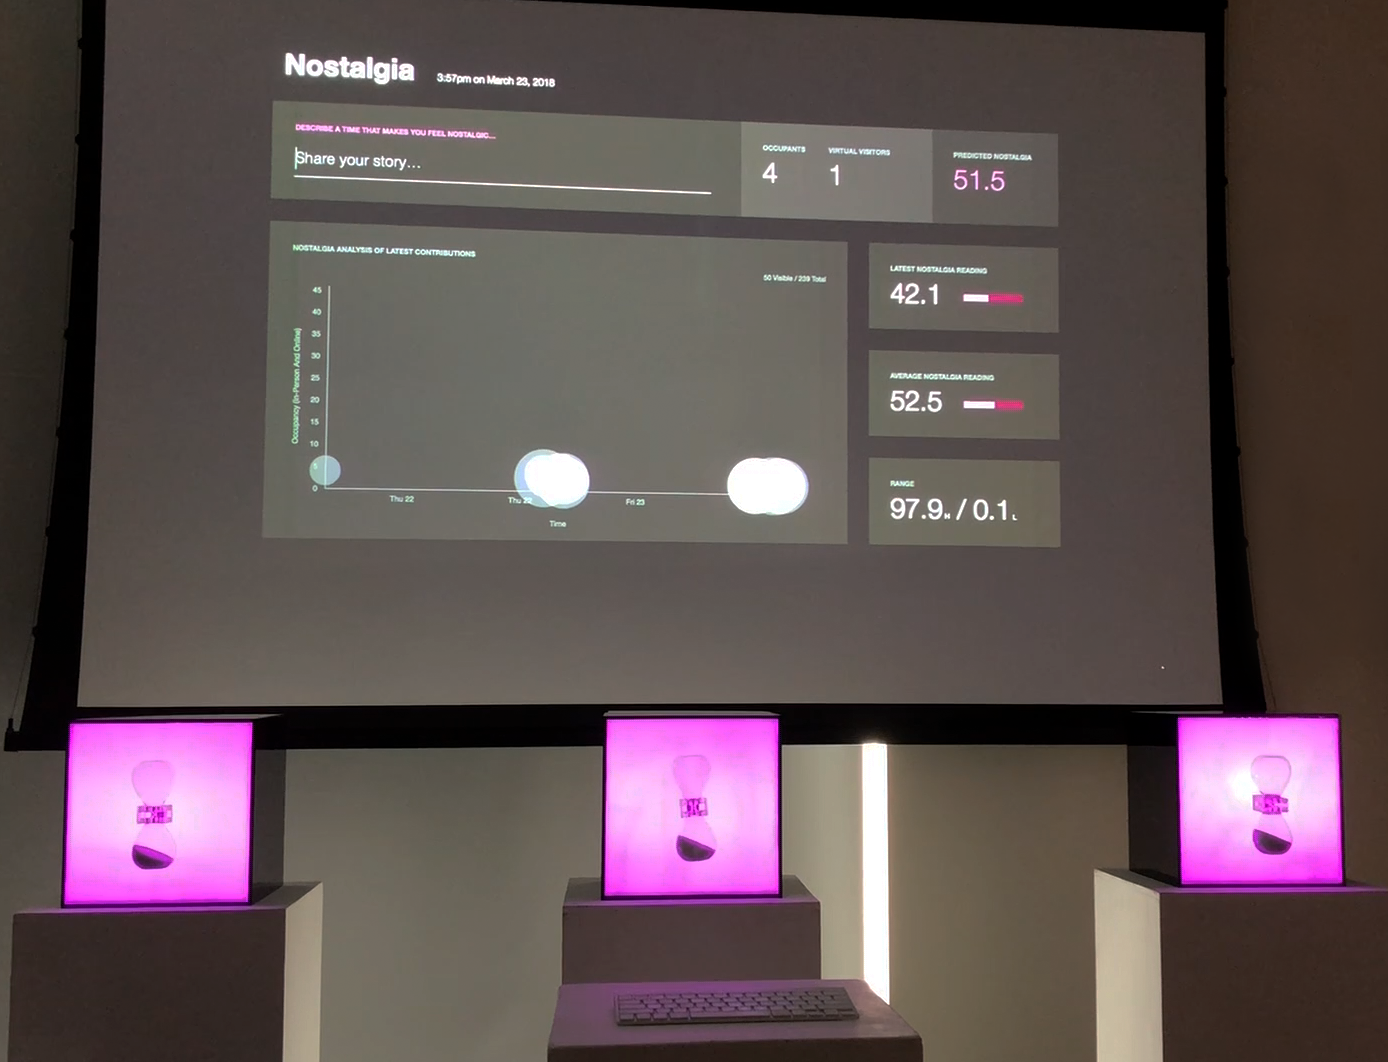 Nostalgia 3:57pm on March 23, 2018
DESCRIBE A TIME THAT MAKES YOU FEEL NOSTALGIC...
Share your story...
OCCUPANTS
4
VIRTUAL VISITORS
1
PREDICTED NOSTALGIA
51.5
NOSTALGIA ANALYSIS OF LATEST CONTRIBUTIONS
50 Visible / 239 Total
Occupancy (In-Person And Online)
45
40
35
30
25
20
15
10
5
0
Thu 22
Thu 22
Fri 23
Time
LATEST NOSTALGIA READING
42.1
AVERAGE NOSTALGIA READING
52.5
RANGE
97.9H / 0.1L